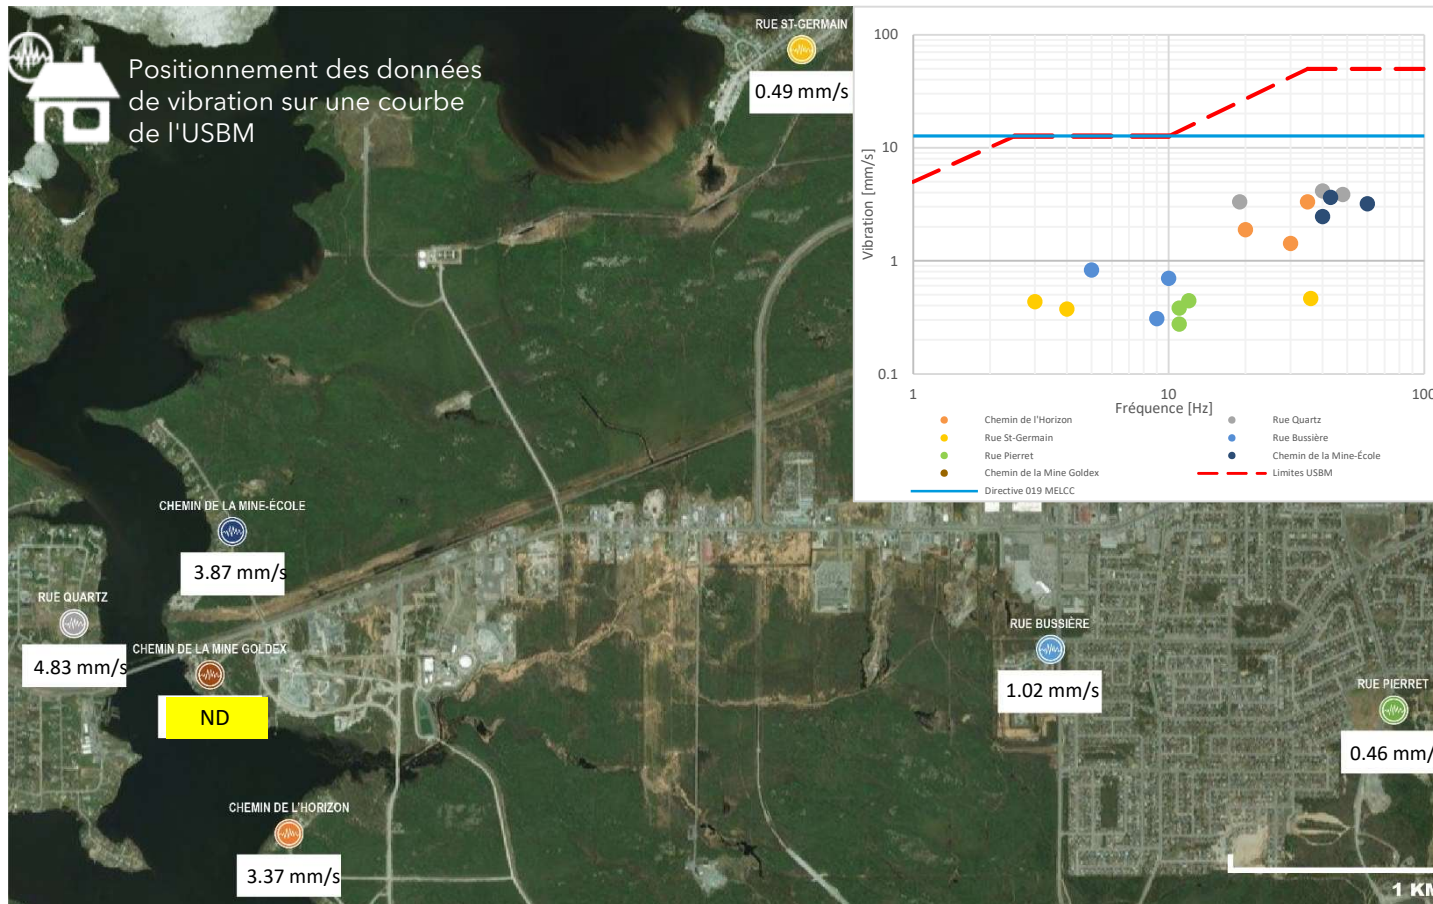 Positionnement des données
de vibration sur une courbe
de l'USBM
RUE ST-GERMAIN
0.49 mm/s
100
10
1
0.1
Vibration [mm/s]
1
10
100
Fréquence [Hz]
Chemin de l'Horizon
Rue Quartz
Rue St-Germain
Rue Bussière
Rue Pierret
Chemin de la Mine-École
Chemin de la Mine Goldex
Limites USBM
Directive 019 MELCC
CHEMIN DE LA MINE-ÉCOLE
3.87 mm/s
RUE QUARTZ
4.83 mm/s
CHEMIN DE LA MINE GOLDEX
ND
RUE BUSSIÈRE
1.02 mm/s
RUE PIERRET
0.46 mm/
CHEMIN DE L'HORIZON
3.37 mm/s
1 KM